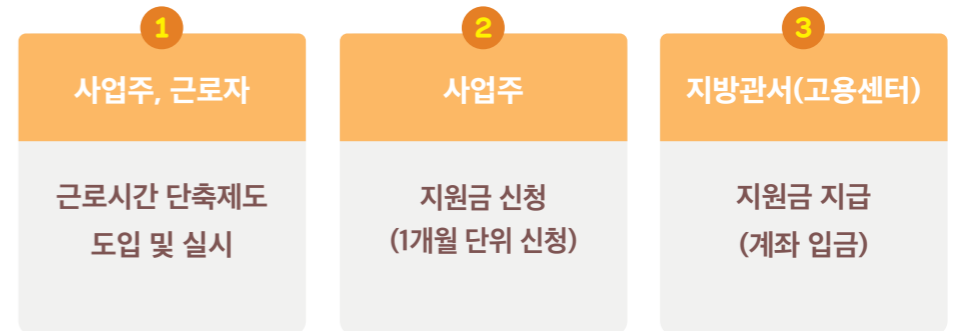 1
사업주, 근로자
근로시간 단축제도
도입 및 실시
2
사업주
지원금 신청
(1개월 단위 신청)
3
지방관서(고용센터)
지원금 지급
(계좌 입금)